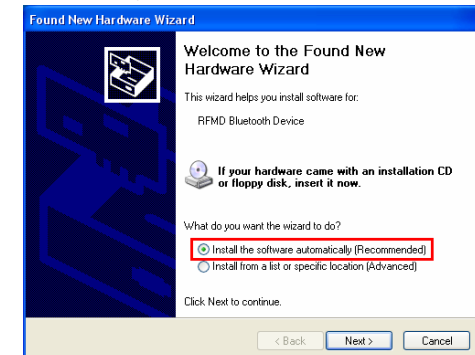 Found New Hardware Wizard
Welcome to the Found New
Hardware Wizard
This wizard helps you install software for:
RFMD Bluetooth Device
If your hardware came with an installation CD
or floppy disk, insert it now.
What do you want the wizard to do?
Install the software automatically (Recommended)
Install from a list or specific location (Advanced)
Click Next to continue.
< Back
Next >
Cancel